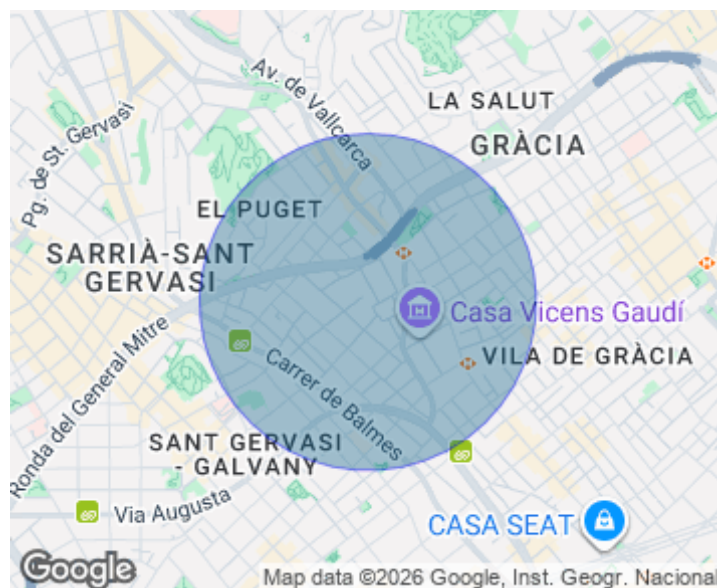 Av. de Vallcarca
LA SALUT
Pg. de St. Gervasi
GRÀCIA
EL PUGET
SARRIÀ-SANT
GERVASI
Casa Vicens Gaudí
Ronda del General Mitre
VILA DE GRÀCIA
Carrer de Balmes
SANT GERVASI
- GALVANY
Via Augusta
CASA SEAT
Google
Map data ©2026 Google, Inst. Geogr. Nacional